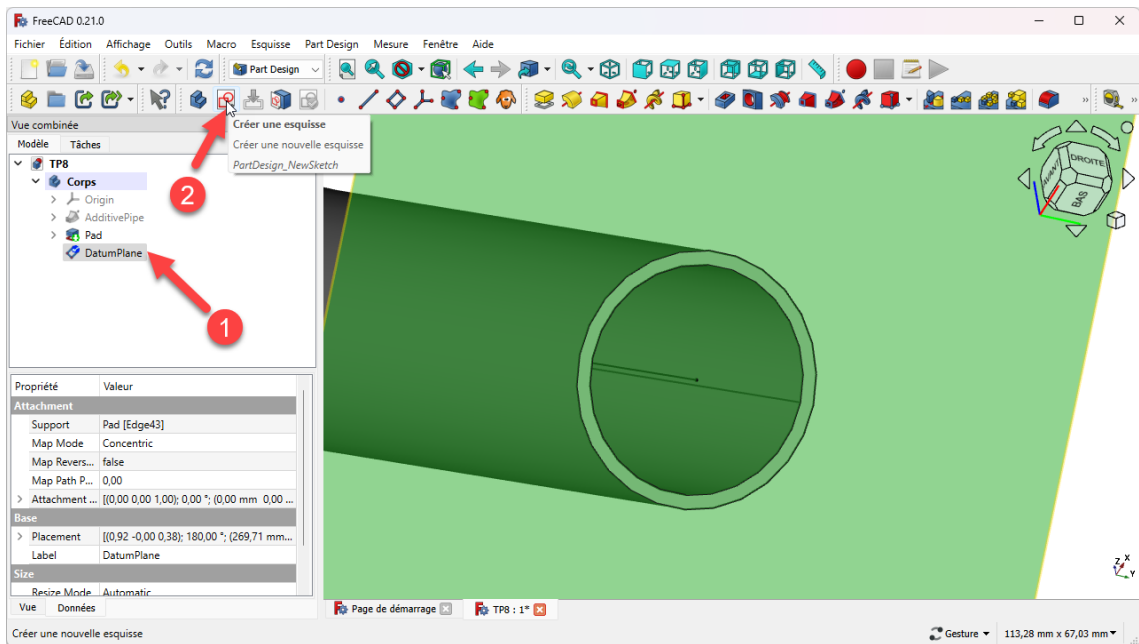 FreeCAD 0.21.0
Fichier Édition Affichage Outils Macro Esquisse Part Design Mesure Fenêtre Aide
Part Design
Vue combinée
Créer une esquisse
Modèle Tâches
Créer une nouvelle esquisse
TP8
PartDesign_NewSketch
Corps
Origin
AdditivePipe
Pad
DatumPlane
2
1
AVANT
DROITE
BAS
Propriété Valeur
Attachment
Support Pad [Edge43]
Map Mode Concentric
Map Revers... false
Map Path P... 0,00
Attachment ... [(0,00 0,00 1,00); 0,00 °; (0,00 mm 0,00 ...
Base
Placement [(0,92 -0,00 0,38); 180,00 °; (269,71 mm...
Label DatumPlane
Size
Resize Mode Automatic
Z X
Y
Vue Données
Page de démarrage TP8 : 1*
Créer une nouvelle esquisse
Gesture 113,28 mm x 67,03 mm